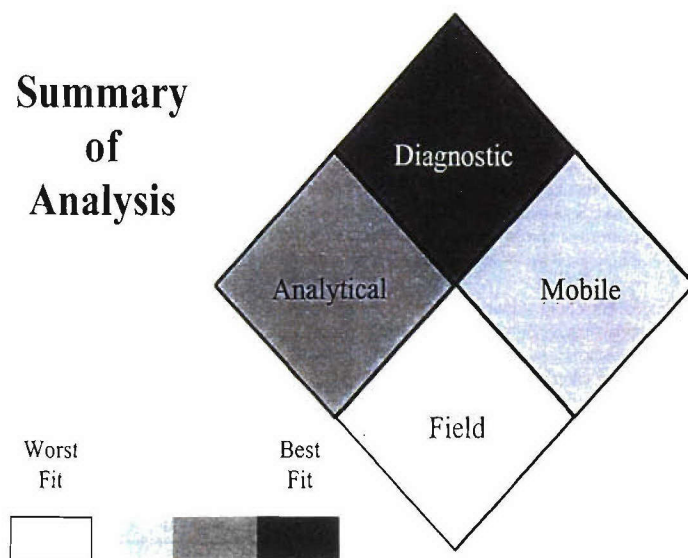 Summary
of
Analysis
Diagnostic
Analytical
Mobile
Field
Worst
Fit
Best
Fit